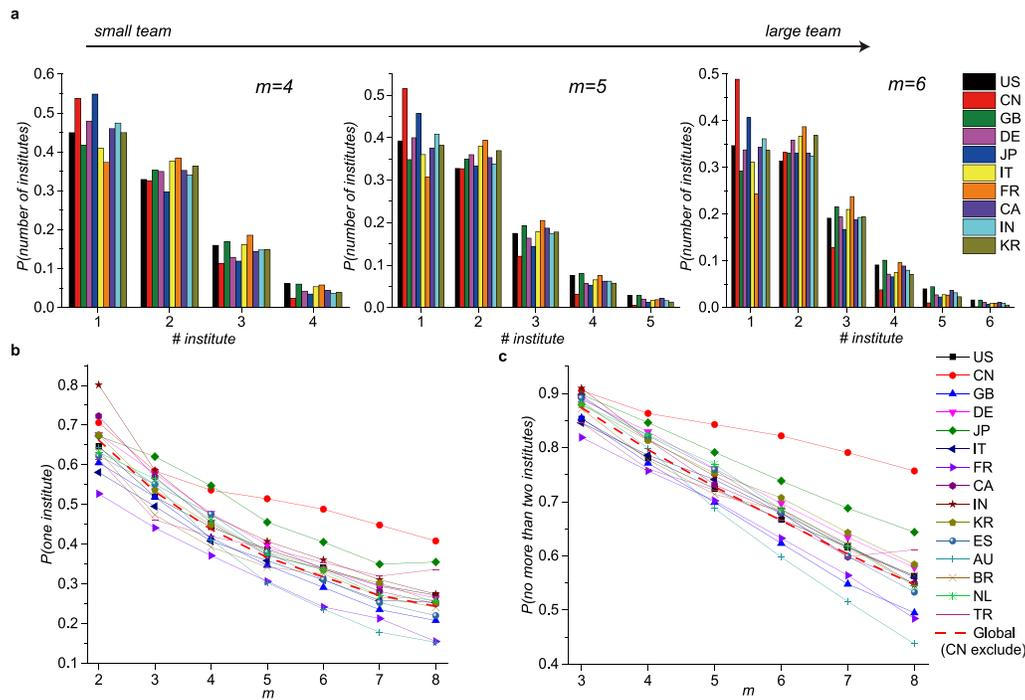 a
small team
large team
0.6
0.5
0.4
0.3
0.2
0.1
0.0
P(number of institutes)
m=4
1 2 3 4
# institute
0.5
0.4
0.3
0.2
0.1
0.0
P(number of institutes)
m=5
1 2 3 4 5
# institute
0.5
0.4
0.3
0.2
0.1
0.0
P(number of institutes)
m=6
1 2 3 4 5 6
# institute
US
CN
GB
DE
JP
IT
FR
CA
IN
KR
b
0.8
0.7
0.6
0.5
0.4
0.3
0.2
0.1
P(one institute)
2 3 4 5 6 7 8
m
c
0.9
0.8
0.7
0.6
0.5
0.4
P(no more than two institutes)
3 4 5 6 7 8
m
US
CN
GB
DE
JP
IT
FR
CA
IN
KR
ES
AU
BR
NL
TR
Global
(CN exclude)